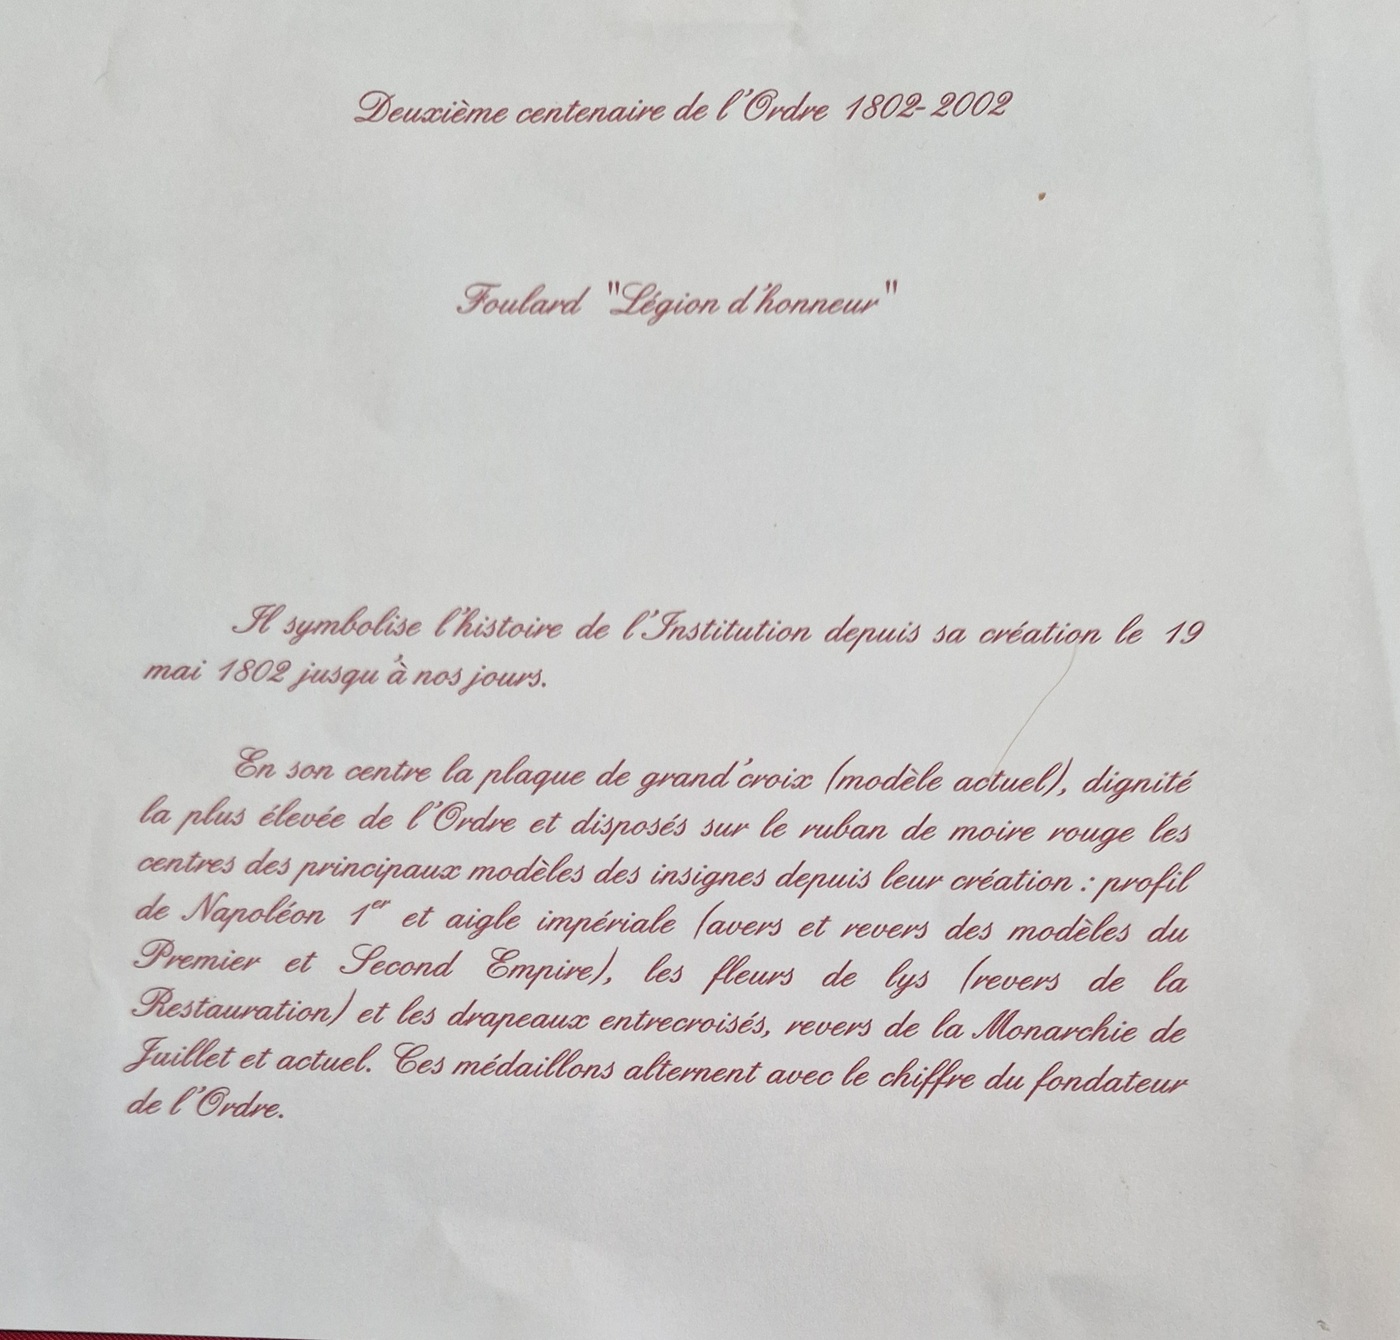 Deuxième centenaire de l'Ordre 1802-2002
Foulard "Légion d'honneur"
Il symbolise l'histoire de l'Institution depuis sa création le 19
mai 1802 jusqu'à nos jours.
En son centre la plaque de grand'croix (modèle actuel), dignité
la plus élevée de l'Ordre et disposés sur le ruban de moire rouge les
centres des principaux modèles des insignes depuis leur création : profil
de Napoléon 1er et aigle impériale (avers et revers des modèles du
Premier et Second Empire), les fleurs de lys (revers de la
Restauration) et les drapeaux entrecroisés, revers de la Monarchie de
Juillet et actuel. Ces médaillons alternent avec le chiffre du fondateur
de l'Ordre.